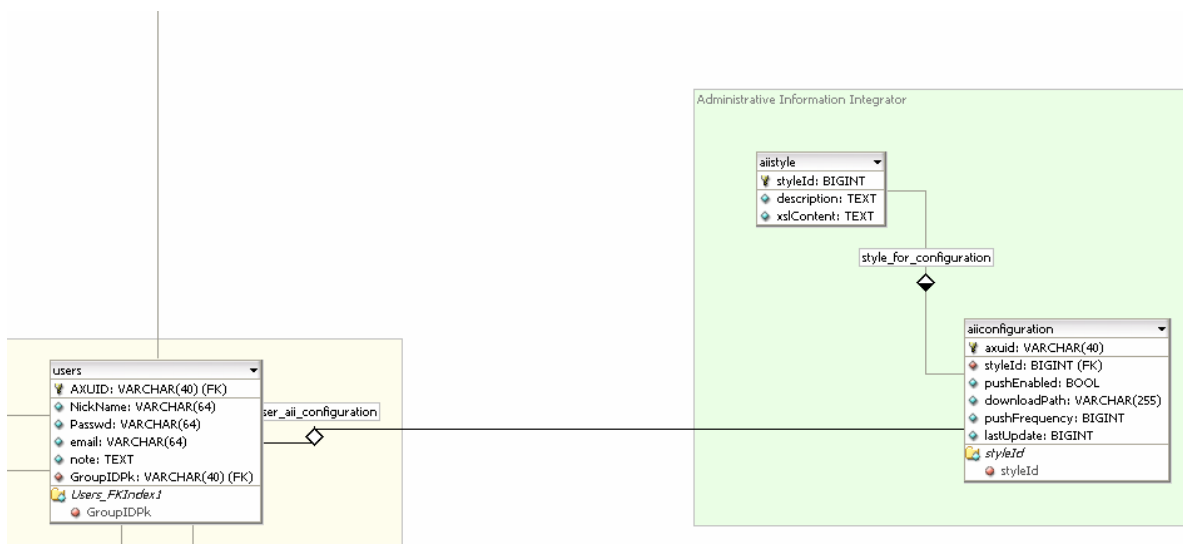 Administrative Information Integrator
aiistyle
styleId: BIGINT
description: TEXT
xslContent: TEXT
style_for_configuration
aiiconfiguration
axuid: VARCHAR(40)
styleId: BIGINT (FK)
pushEnabled: BOOL
downloadPath: VARCHAR(255)
pushFrequency: BIGINT
lastUpdate: BIGINT
styleId
styleId
users
AXUID: VARCHAR(40) (FK)
NickName: VARCHAR(64)
Passwd: VARCHAR(64)
email: VARCHAR(64)
note: TEXT
GroupIDPk: VARCHAR(40) (FK)
Users_FKIndex1
GroupIDPk
ser_aii_configuration